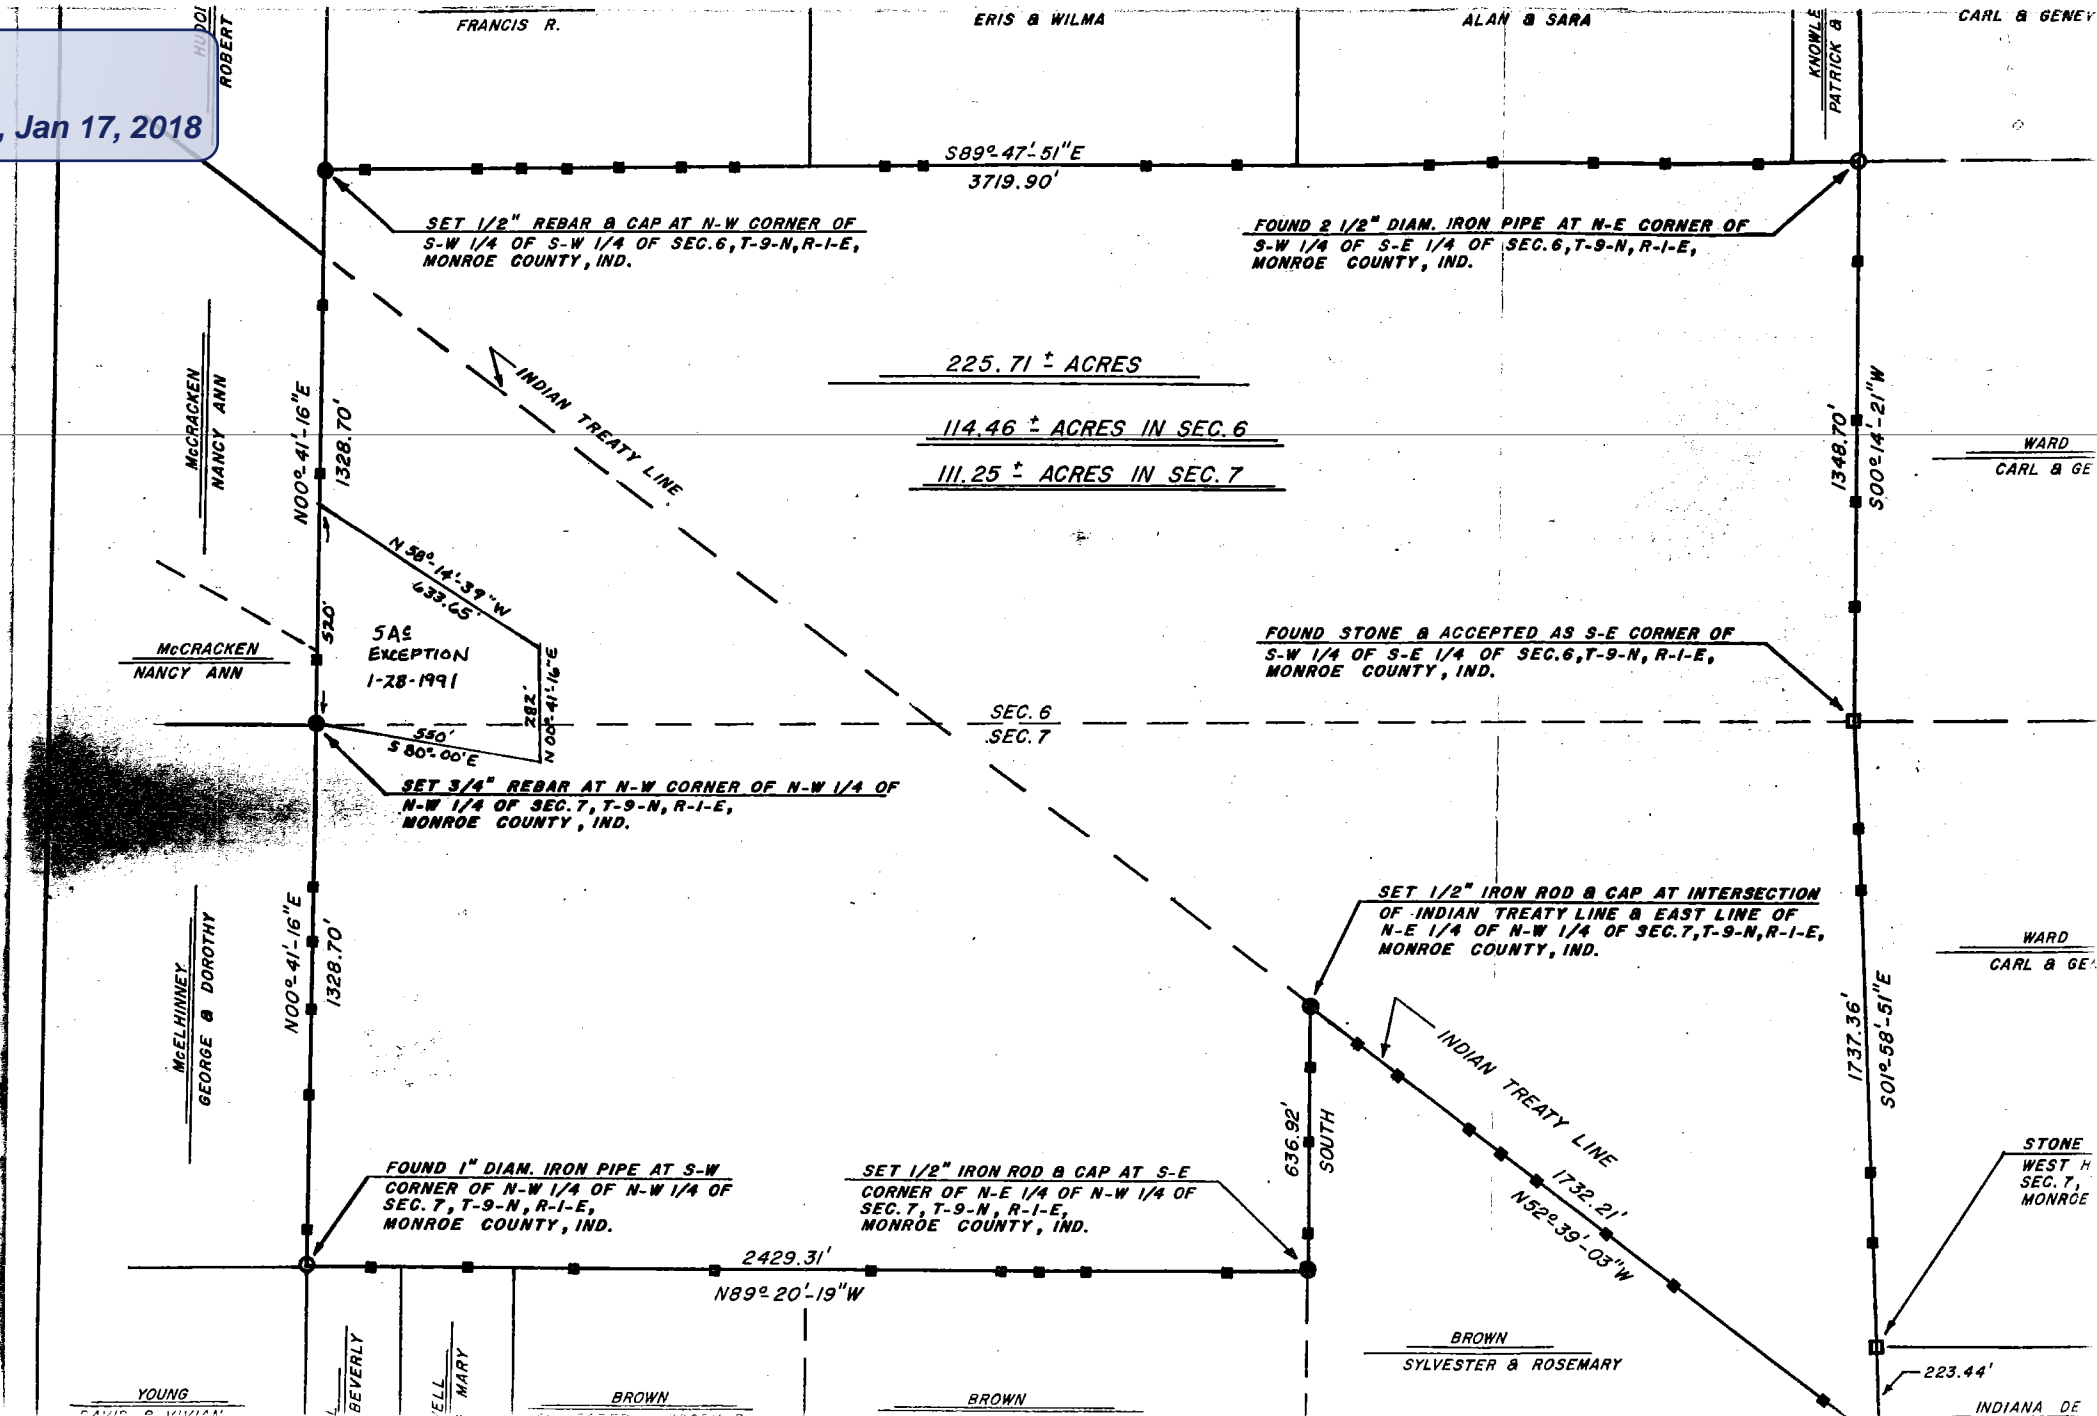 ROBERT
FRANCIS R.
ERIS & WILMA
ALAN & SARA
PATRICK &
, Jan 17, 2018
S89º-47'-51"E
3719.90'
SET 1/2" REBAR & CAP AT N-W CORNER OF
S-W 1/4 OF S-W 1/4 OF SEC.6, T-9-N, R-1-E,
MONROE COUNTY, IND.
FOUND 2 1/2" DIAM. IRON PIPE AT N-E CORNER OF
S-W 1/4 OF S-E 1/4 OF SEC.6, T-9-N, R-1-E,
MONROE COUNTY, IND.
McCRACKEN
NANCY ANN
N00º-41'-16"E
1328.70'
INDIAN TREATY LINE
225.71 ± ACRES
114.46 ± ACRES IN SEC. 6
111.25 ± ACRES IN SEC. 7
1348.70'
S00º-14'-21"W
WARD
CARL & GE
N 58º-14'-39"W
633.65'
520'
5 AC
EXCEPTION
1-28-1991
282'
N 00º-41'-16"E
550'
S 80º-00'E
McCRACKEN
NANCY ANN
FOUND STONE & ACCEPTED AS S-E CORNER OF
S-W 1/4 OF S-E 1/4 OF SEC.6, T-9-N, R-1-E,
MONROE COUNTY, IND.
SEC. 6
SEC. 7
SET 3/4" REBAR AT N-W CORNER OF N-W 1/4 OF
N-W 1/4 OF SEC. 7, T-9-N, R-1-E,
MONROE COUNTY, IND.
SET 1/2" IRON ROD & CAP AT INTERSECTION
OF INDIAN TREATY LINE & EAST LINE OF
N-E 1/4 OF N-W 1/4 OF SEC.7, T-9-N, R-1-E,
MONROE COUNTY, IND.
WARD
CARL & GE
McELHINNEY
GEORGE & DOROTHY
N00º-41'-16"E
1328.70'
636.92'
SOUTH
INDIAN TREATY LINE
1732.21'
N52º-39'-03"W
1737.36'
S01º-58'-51"E
STONE
WEST H
SEC. 7,
MONROE
FOUND 1" DIAM. IRON PIPE AT S-W
CORNER OF N-W 1/4 OF N-W 1/4 OF
SEC. 7, T-9-N, R-1-E,
MONROE COUNTY, IND.
SET 1/2" IRON ROD & CAP AT S-E
CORNER OF N-E 1/4 OF N-W 1/4 OF
SEC. 7, T-9-N, R-1-E,
MONROE COUNTY, IND.
2429.31'
N89º-20'-19"W
BROWN
SYLVESTER & ROSEMARY
223.44'
INDIANA DE
YOUNG
BEVERLY
MARY
BROWN
BROWN